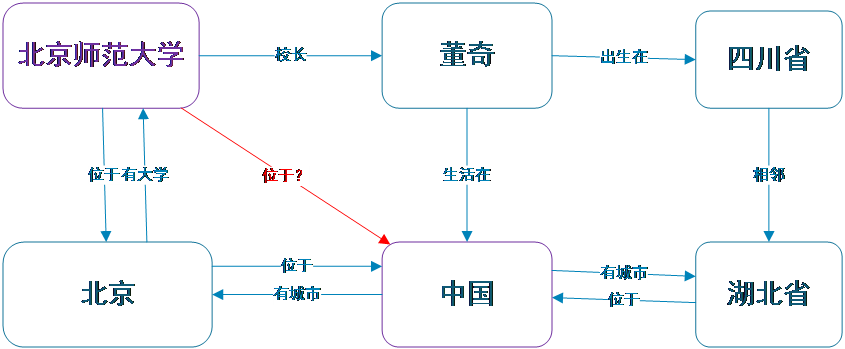 北京师范大学
校长
董奇
出生在
四川省
位于
有大学
位于?
生活在
相邻
北京
位于
有城市
中国
有城市
位于
湖北省